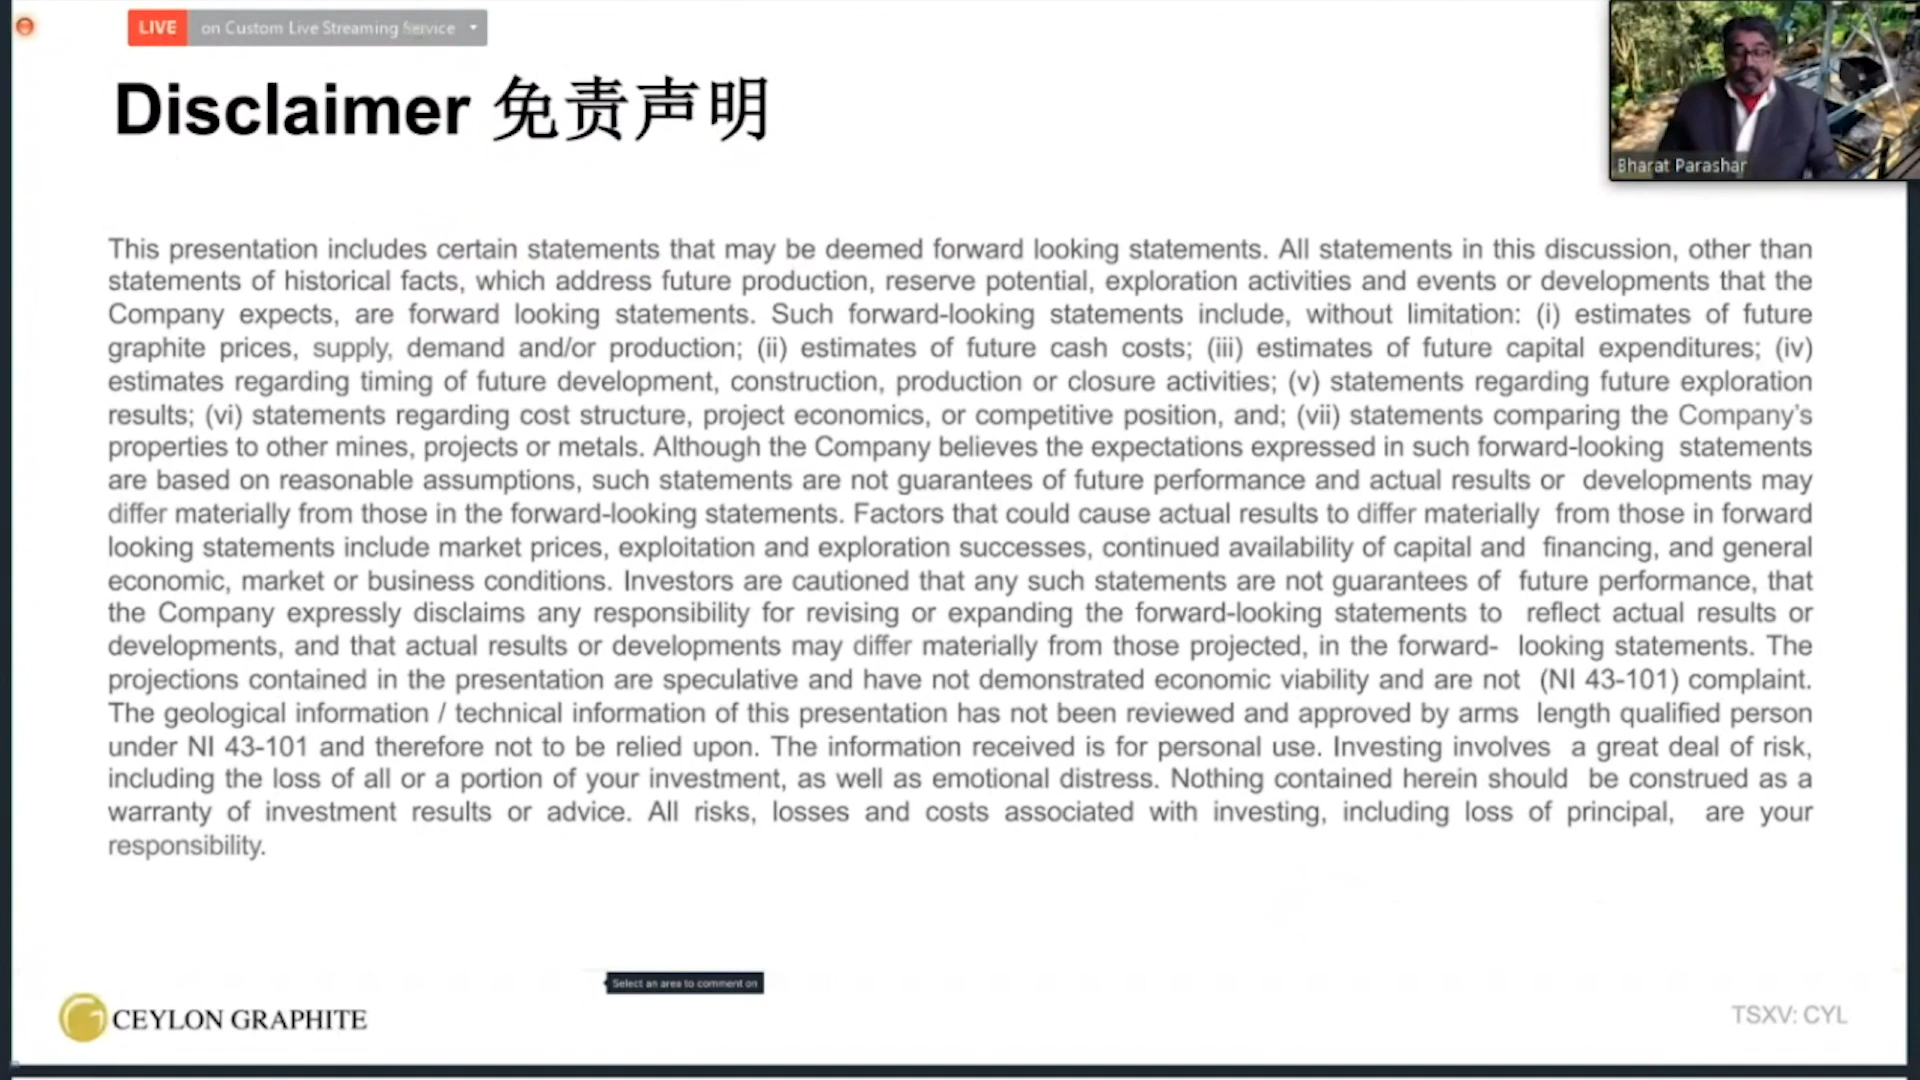 LIVE on Custom Live Streaming Service
Disclaimer 免责声明
Bharat Parashar
This presentation includes certain statements that may be deemed forward looking statements. All statements in this discussion, other than
statements of historical facts, which address future production, reserve potential, exploration activities and events or developments that the
Company expects, are forward looking statements. Such forward-looking statements include, without limitation: (i) estimates of future
graphite prices, supply, demand and/or production; (ii) estimates of future cash costs; (iii) estimates of future capital expenditures; (iv)
estimates regarding timing of future development, construction, production or closure activities; (v) statements regarding future exploration
results; (vi) statements regarding cost structure, project economics, or competitive position, and; (vii) statements comparing the Company's
properties to other mines, projects or metals. Although the Company believes the expectations expressed in such forward-looking statements
are based on reasonable assumptions, such statements are not guarantees of future performance and actual results or developments may
differ materially from those in the forward-looking statements. Factors that could cause actual results to differ materially from those in forward
looking statements include market prices, exploitation and exploration successes, continued availability of capital and financing, and general
economic, market or business conditions. Investors are cautioned that any such statements are not guarantees of future performance, that
the Company expressly disclaims any responsibility for revising or expanding the forward-looking statements to reflect actual results or
developments, and that actual results or developments may differ materially from those projected, in the forward- looking statements. The
projections contained in the presentation are speculative and have not demonstrated economic viability and are not (NI 43-101) complaint.
The geological information / technical information of this presentation has not been reviewed and approved by arms length qualified person
under NI 43-101 and therefore not to be relied upon. The information received is for personal use. Investing involves a great deal of risk,
including the loss of all or a portion of your investment, as well as emotional distress. Nothing contained herein should be construed as a
warranty of investment results or advice. All risks, losses and costs associated with investing, including loss of principal, are your
responsibility.
Select an area to comment on
CEYLON GRAPHITE
TSXV: CYL